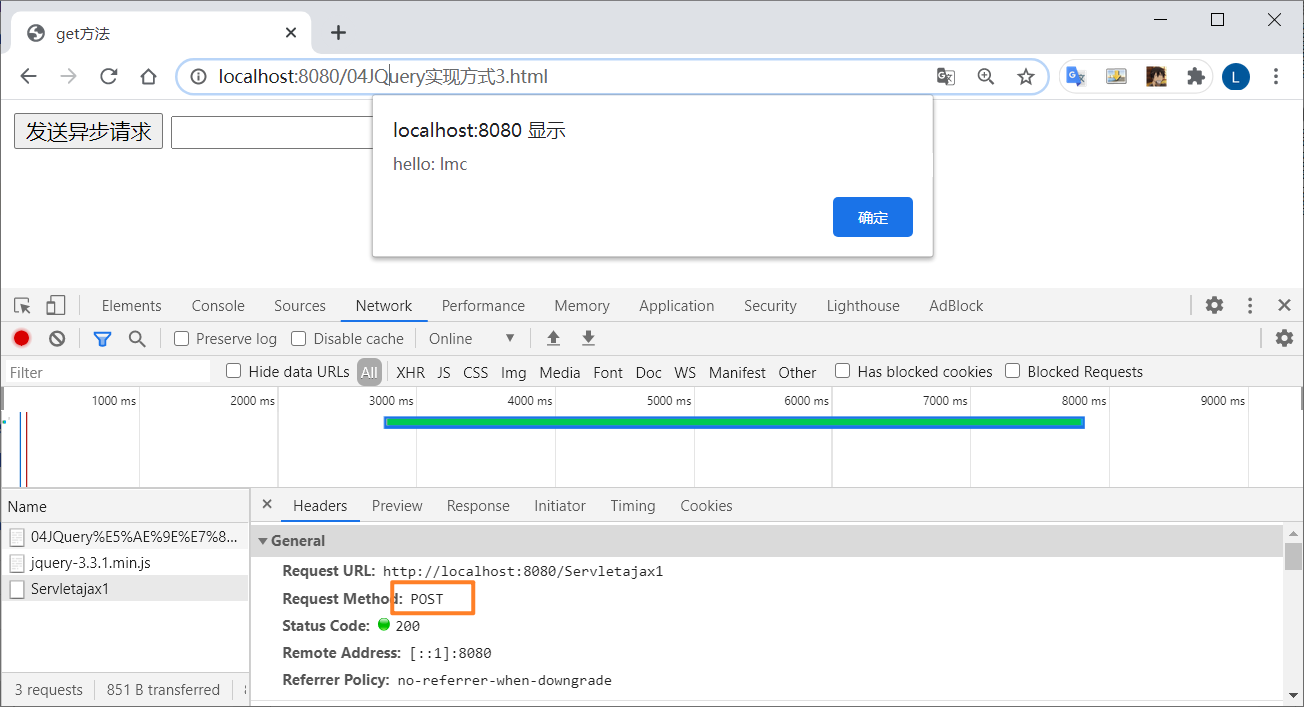 get方法
localhost:8080/04JQuery实现方式3.html
L
发送异步请求
localhost:8080 显示
hello: lmc
确定
Elements Console Sources Network Performance Memory Application Security Lighthouse AdBlock
Preserve log Disable cache Online
Filter Hide data URLs All XHR JS CSS Img Media Font Doc WS Manifest Other Has blocked cookies Blocked Requests
1000 ms 2000 ms 3000 ms 4000 ms 5000 ms 6000 ms 7000 ms 8000 ms 9000 ms
Name
Headers Preview Response Initiator Timing Cookies
04JQuery%E5%AE%9E%E7%8...
jquery-3.3.1.min.js
Servletajax1
General
Request URL: http://localhost:8080/Servletajax1
Request Method: POST
Status Code: 200
Remote Address: [::1]:8080
Referrer Policy: no-referrer-when-downgrade
3 requests 851 B transferred